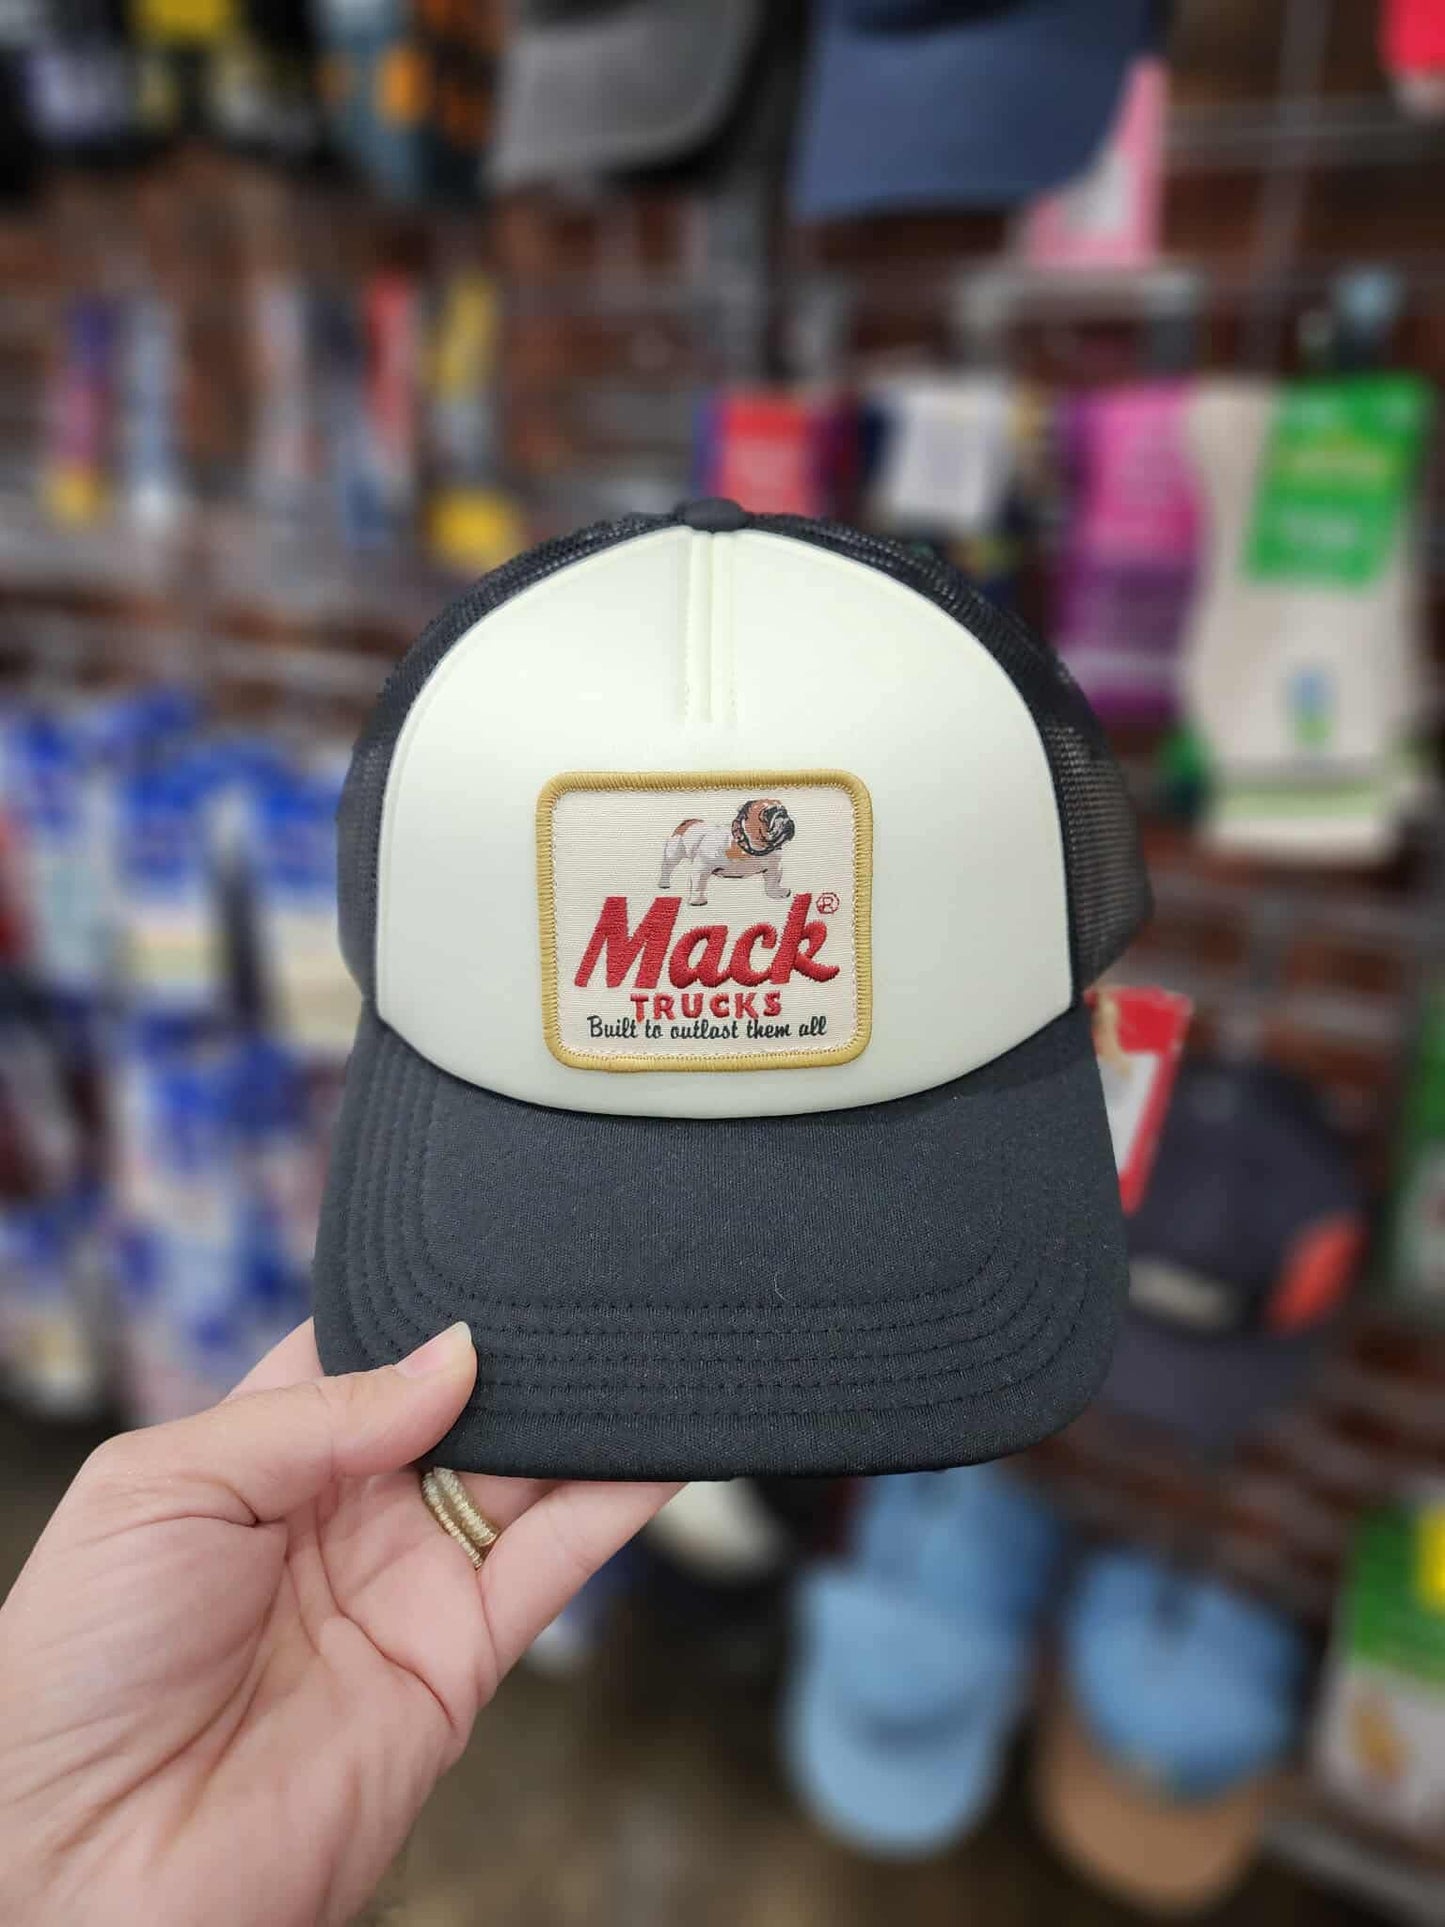 Mack®
TRUCKS
Built to outlast them all